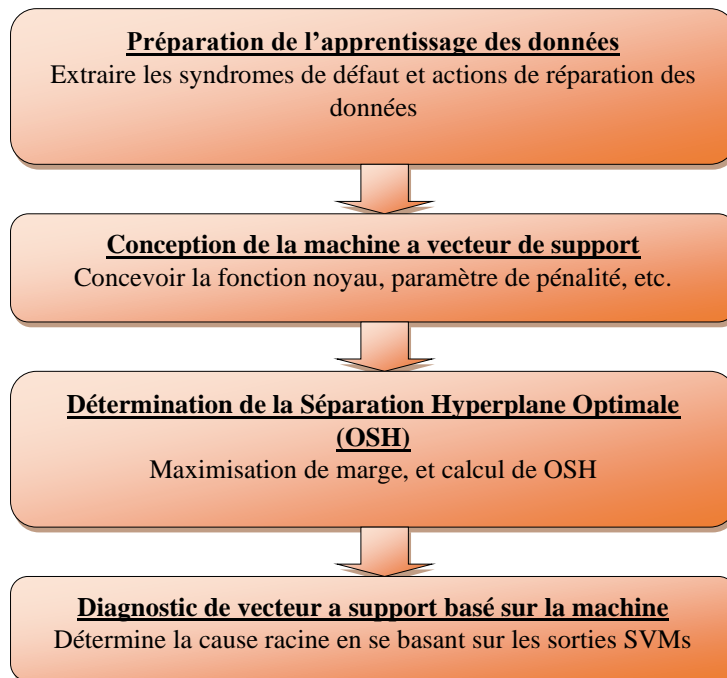 Préparation de l’apprentissage des données
Extraire les syndromes de défaut et actions de réparation des
données
Conception de la machine a vecteur de support
Concevoir la fonction noyau, paramètre de pénalité, etc.
Détermination de la Séparation Hyperplane Optimale
(OSH)
Maximisation de marge, et calcul de OSH
Diagnostic de vecteur a support basé sur la machine
Détermine la cause racine en se basant sur les sorties SVMs